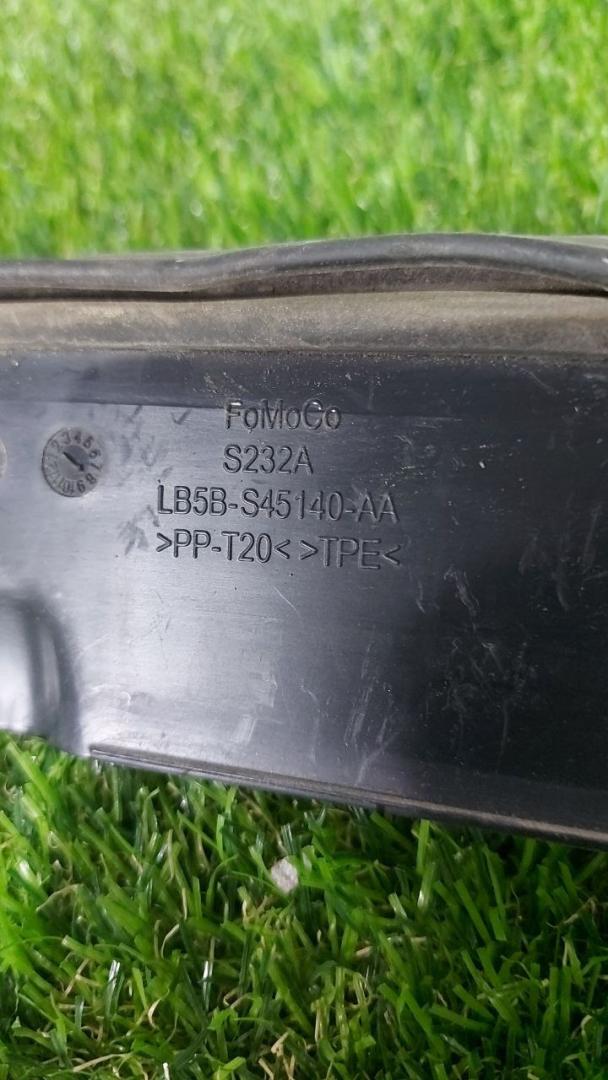 FoMoCo
S232A
LB5B-S45140-AA
>PP-T20< >TPE<